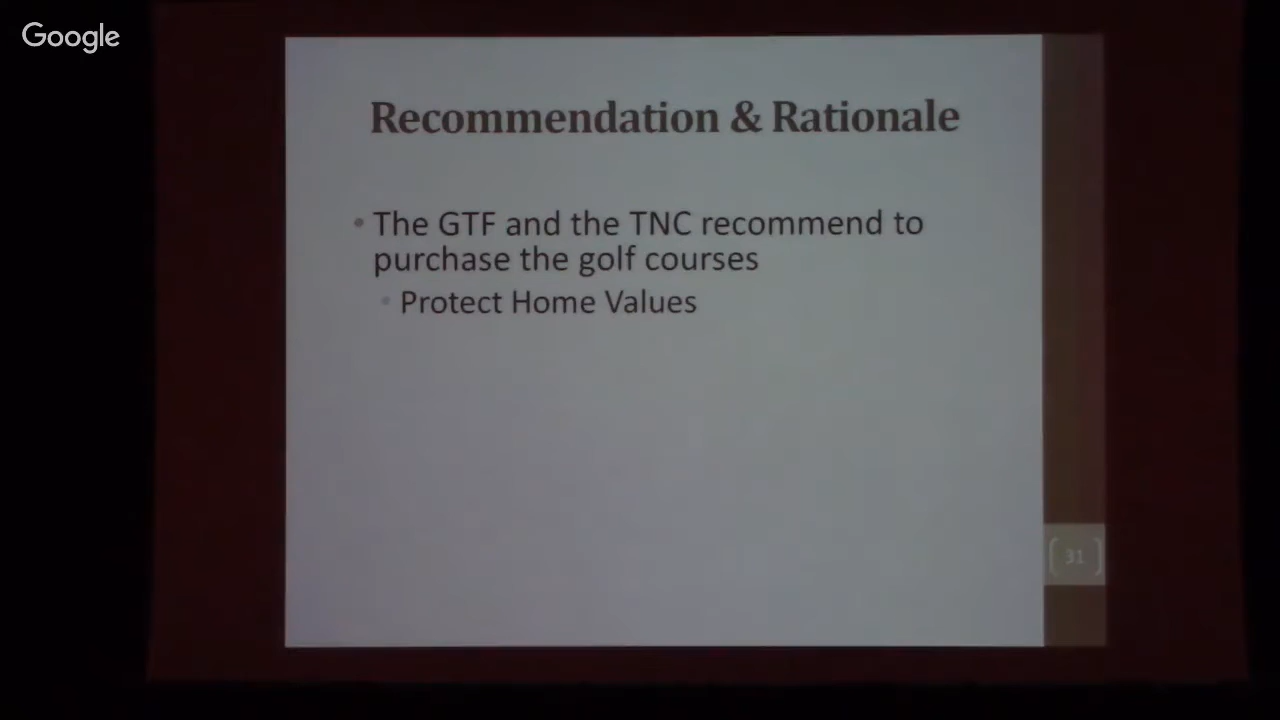 Google
Recommendation & Rationale
• The GTF and the TNC recommend to
purchase the golf courses
• Protect Home Values
31